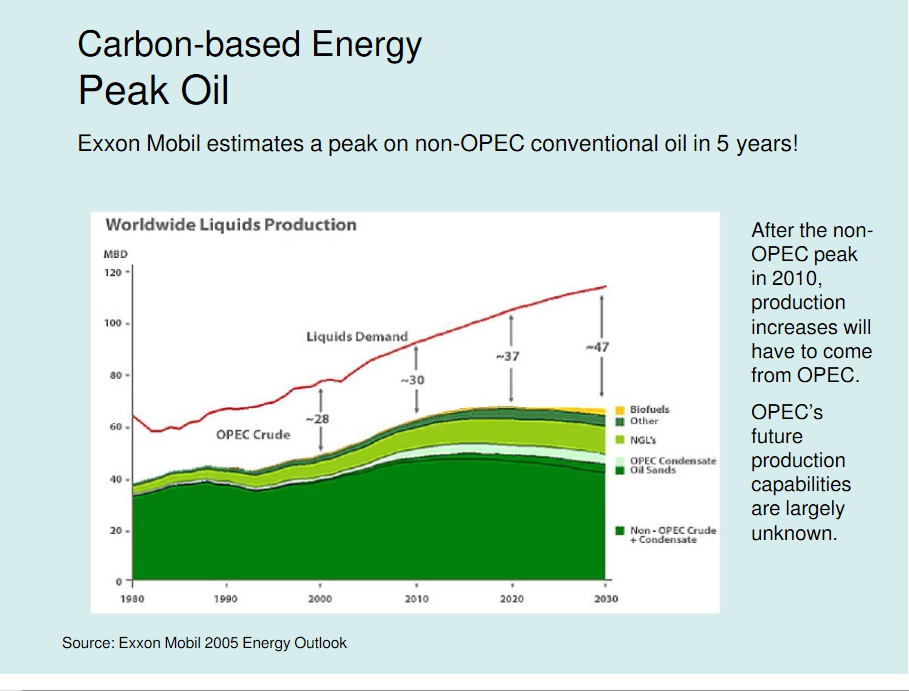 Carbon-based Energy
Peak Oil
Exxon Mobil estimates a peak on non-OPEC conventional oil in 5 years!
Worldwide Liquids Production
MBD
120
100
80
60
40
20
0
1980
1990
2000
2010
2020
2030
Liquids Demand
OPEC Crude
~28
~30
~37
~47
Biofuels
Other
NGL's
OPEC Condensate
Oil Sands
Non - OPEC Crude
+ Condensate
After the non-
OPEC peak
in 2010,
production
increases will
have to come
from OPEC.
OPEC's
future
production
capabilities
are largely
unknown.
Source: Exxon Mobil 2005 Energy Outlook